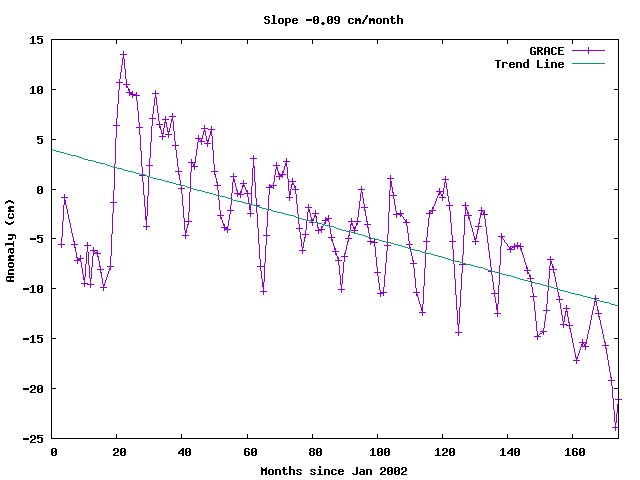 Slope -0.09 cm/month
GRACE
Trend Line
15
10
5
0
-5
-10
-15
-20
-25
Anomaly (cm)
0 20 40 60 80 100 120 140 160
Months since Jan 2002